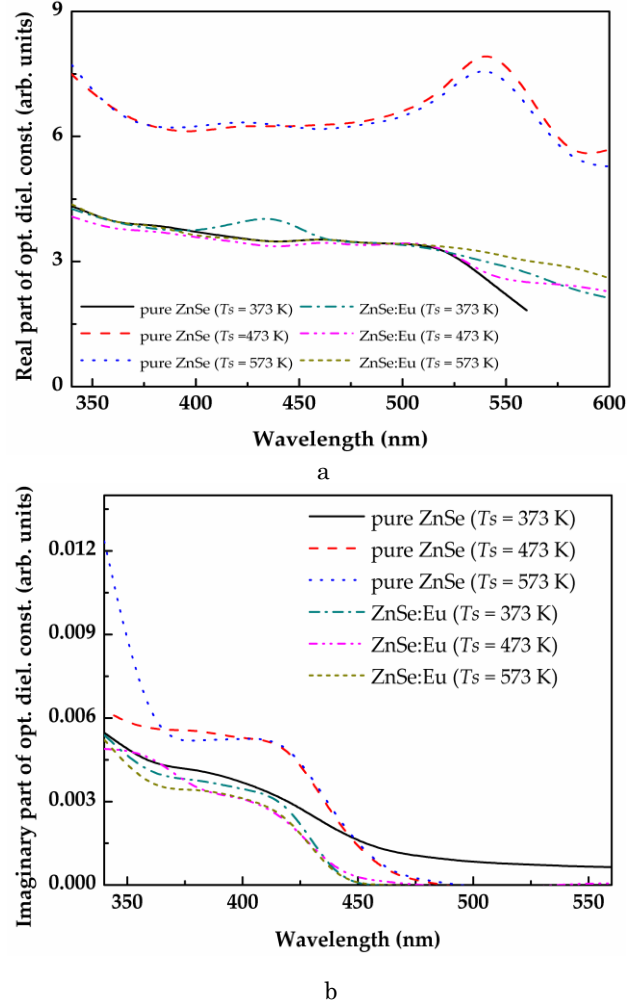 9
6
3
0
Real part of opt. diel. const. (arb. units)
pure ZnSe (Ts = 373 K)
ZnSe:Eu (Ts = 373 K)
pure ZnSe (Ts =473 K)
ZnSe:Eu (Ts = 473 K)
pure ZnSe (Ts = 573 K)
ZnSe:Eu (Ts = 573 K)
350 400 450 500 550 600
Wavelength (nm)
a
0.012
0.009
0.006
0.003
0.000
Imaginary part of opt. diel. const. (arb. units)
pure ZnSe (Ts = 373 K)
pure ZnSe (Ts = 473 K)
pure ZnSe (Ts = 573 K)
ZnSe:Eu (Ts = 373 K)
ZnSe:Eu (Ts = 473 K)
ZnSe:Eu (Ts = 573 K)
350 400 450 500 550
Wavelength (nm)
b